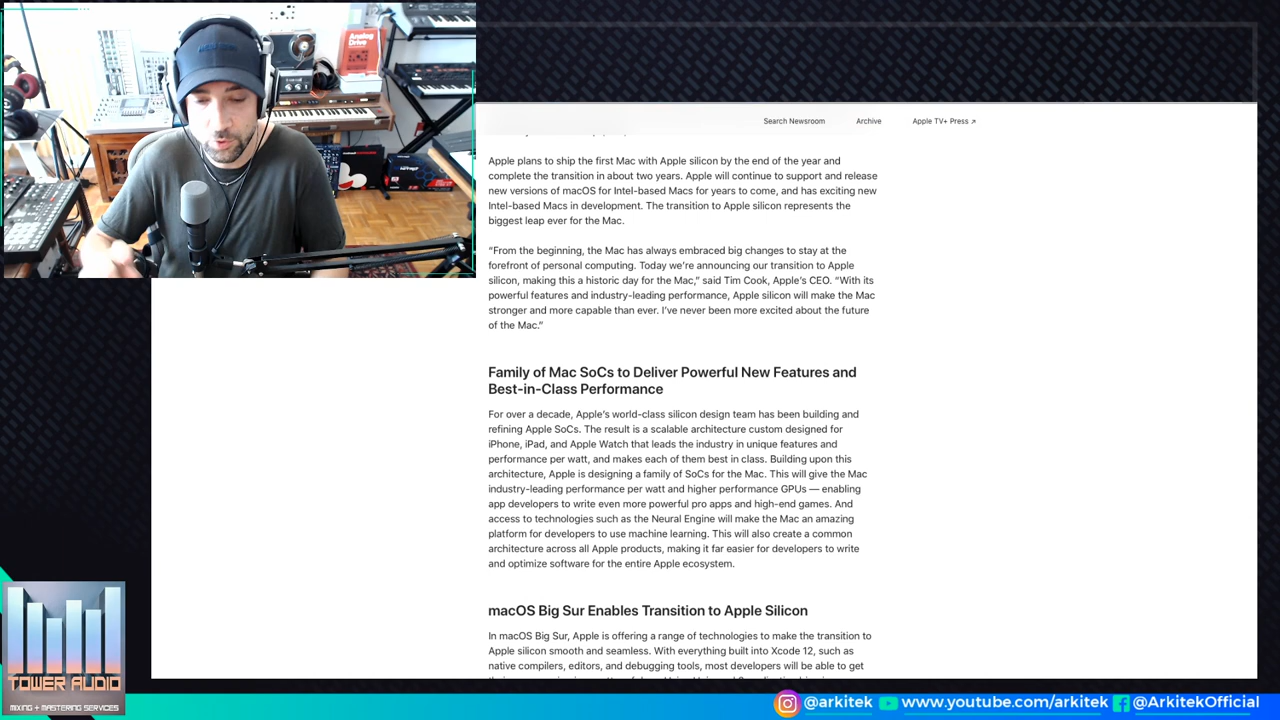 Analog
Drive
Search Newsroom
Archive
Apple TV+ Press ↗
Apple plans to ship the first Mac with Apple silicon by the end of the year and
complete the transition in about two years. Apple will continue to support and release
new versions of macOS for Intel-based Macs for years to come, and has exciting new
Intel-based Macs in development. The transition to Apple silicon represents the
biggest leap ever for the Mac.
“From the beginning, the Mac has always embraced big changes to stay at the
forefront of personal computing. Today we’re announcing our transition to Apple
silicon, making this a historic day for the Mac,” said Tim Cook, Apple’s CEO. “With its
powerful features and industry-leading performance, Apple silicon will make the Mac
stronger and more capable than ever. I’ve never been more excited about the future
of the Mac.”
Family of Mac SoCs to Deliver Powerful New Features and
Best-in-Class Performance
For over a decade, Apple’s world-class silicon design team has been building and
refining Apple SoCs. The result is a scalable architecture custom designed for
iPhone, iPad, and Apple Watch that leads the industry in unique features and
performance per watt, and makes each of them best in class. Building upon this
architecture, Apple is designing a family of SoCs for the Mac. This will give the Mac
industry-leading performance per watt and higher performance GPUs — enabling
app developers to write even more powerful pro apps and high-end games. And
access to technologies such as the Neural Engine will make the Mac an amazing
platform for developers to use machine learning. This will also create a common
architecture across all Apple products, making it far easier for developers to write
and optimize software for the entire Apple ecosystem.
macOS Big Sur Enables Transition to Apple Silicon
In macOS Big Sur, Apple is offering a range of technologies to make the transition to
Apple silicon smooth and seamless. With everything built into Xcode 12, such as
native compilers, editors, and debugging tools, most developers will be able to get
TOWER AUDIO
MIXING + MASTERING SERVICES
@arkitek
www.youtube.com/arkitek
@ArkitekOfficial